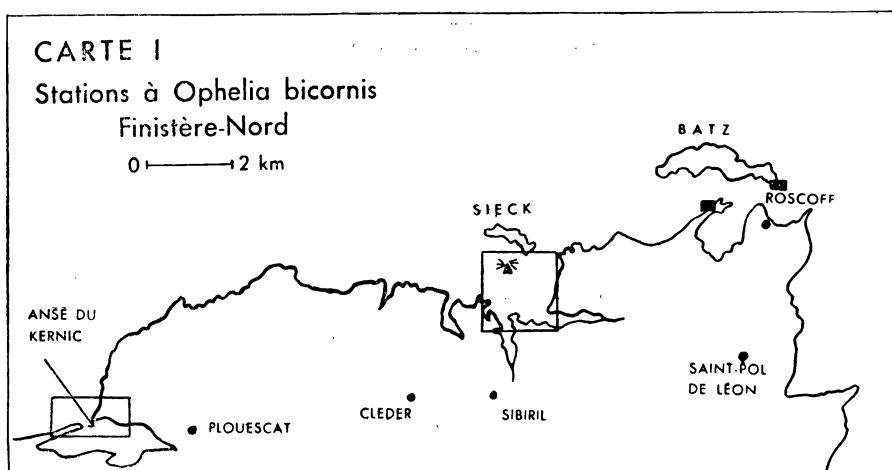 CARTE I
Stations à Ophelia bicornis
Finistère-Nord
0 2 km
BATZ
ROSCOFF
SIECK
ANSE DU
KERNIC
SAINT-POL
DE LÉON
CLEDER
SIBIRIL
PLOUESCAT